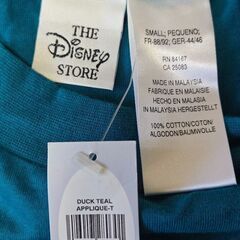 THE
DISNEY
STORE
SMALL; PEQUENO;
FR-88/92; GER-44/46
RN 84167
CA 25083
MADE IN MALAYSIA
FABRIQUE EN MALAISIE
HECHO EN MALASIA
IN MALAYSIA HERGESTELLT
100% COTTON/COTON/
ALGODON/BAUMWOLLE
DUCK TEAL
APPLIQUE-T